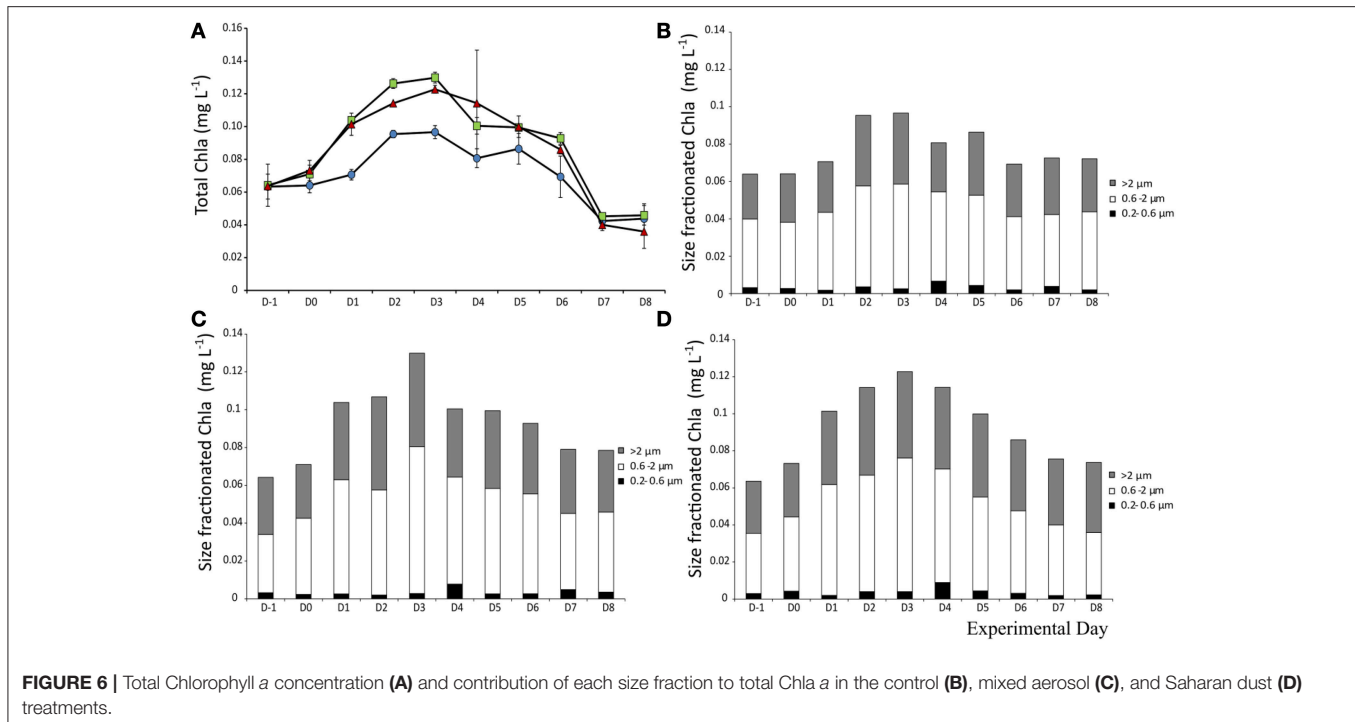 A
0.16
0.14
0.12
0.10
0.08
0.06
0.04
0.02
0
Total Chla (mg L-1)
D-1 D0 D1 D2 D3 D4 D5 D6 D7 D8
B
0.14
0.12
0.1
0.08
0.06
0.04
0.02
0
Size fractionated Chla (mg L-1)
>2 µm
0.6-2 µm
0.2-0.6 µm
D-1 D0 D1 D2 D3 D4 D5 D6 D7 D8
C
0.14
0.12
0.1
0.08
0.06
0.04
0.02
0
Size fractionated Chla (mg L-1)
>2 µm
0.6-2 µm
0.2-0.6 µm
D-1 D0 D1 D2 D3 D4 D5 D6 D7 D8
D
0.14
0.12
0.1
0.08
0.06
0.04
0.02
0
Size fractionated Chla (mg L-1)
>2 µm
0.6-2 µm
0.2-0.6 µm
D-1 D0 D1 D2 D3 D4 D5 D6 D7 D8
Experimental Day
FIGURE 6 | Total Chlorophyll a concentration (A) and contribution of each size fraction to total Chla a in the control (B), mixed aerosol (C), and Saharan dust (D)
treatments.